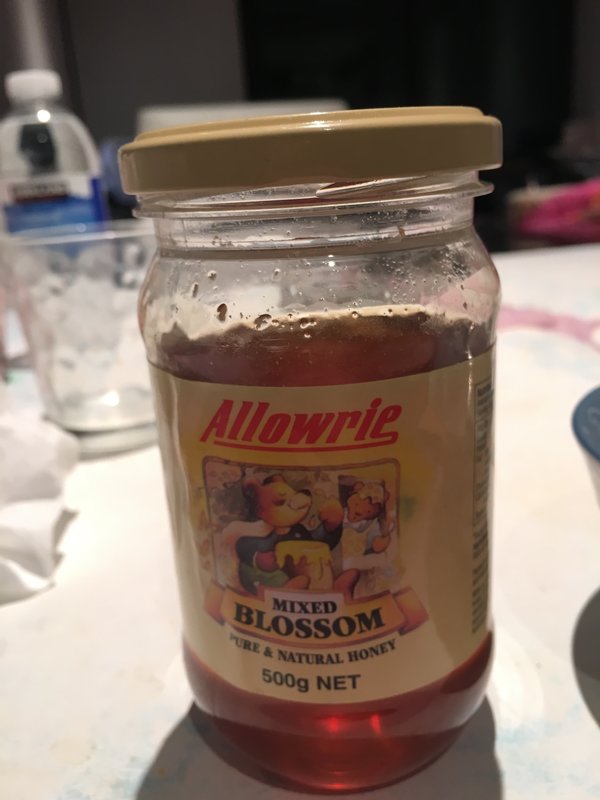 Allowrie
MIXED
BLOSSOM
PURE & NATURAL HONEY
500g NET